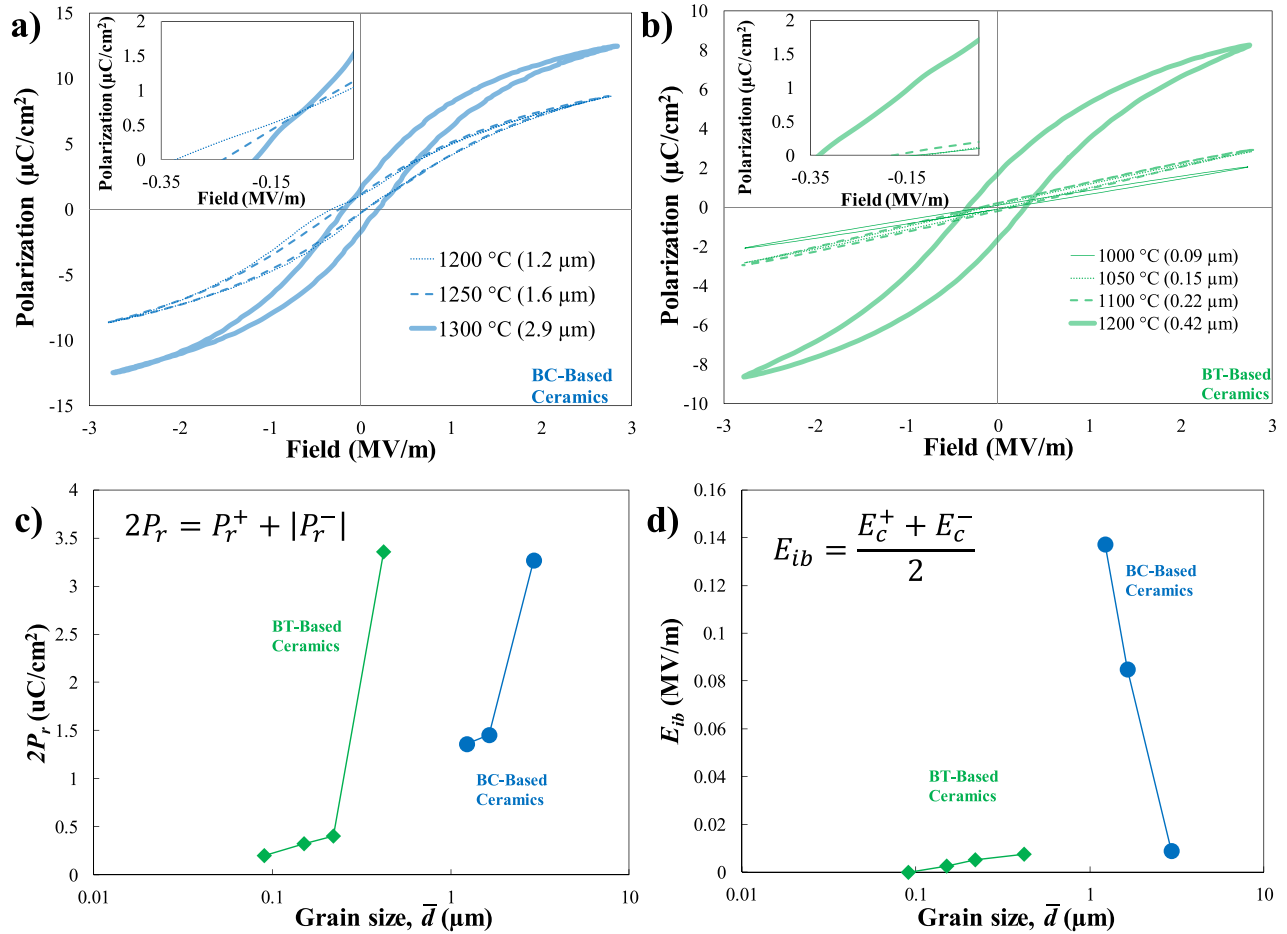 a)
15
10
5
0
-5
-10
-15
Polarization (μC/cm²)
-3
-2
-1
0
1
2
3
Field (MV/m)
2
1.5
1
0.5
0
Polarization (μC/cm²)
-0.35
-0.15
Field (MV/m)
1200 °C (1.2 μm)
1250 °C (1.6 μm)
1300 °C (2.9 μm)
BC-Based
Ceramics
b)
10
8
6
4
2
0
-2
-4
-6
-8
-10
Polarization (μC/cm²)
-3
-2
-1
0
1
2
3
Field (MV/m)
2
1.5
1
0.5
0
Polarization (μC/cm²)
-0.35
-0.15
Field (MV/m)
1000 °C (0.09 μm)
1050 °C (0.15 μm)
1100 °C (0.22 μm)
1200 °C (0.42 μm)
BT-Based
Ceramics
c)
2Pᵣ = Pᵣ⁺ + |Pᵣ⁻|
4
3.5
3
2.5
2
1.5
1
0.5
0
2Pᵣ (uC/cm²)
BT-Based
Ceramics
BC-Based
Ceramics
0.01
0.1
1
10
Grain size, d̅ (μm)
d)
E_ib = (E_c⁺ + E_c⁻)/2
0.16
0.14
0.12
0.1
0.08
0.06
0.04
0.02
0
E_ib (MV/m)
BC-Based
Ceramics
BT-Based
Ceramics
0.01
0.1
1
10
Grain size, d̅ (μm)